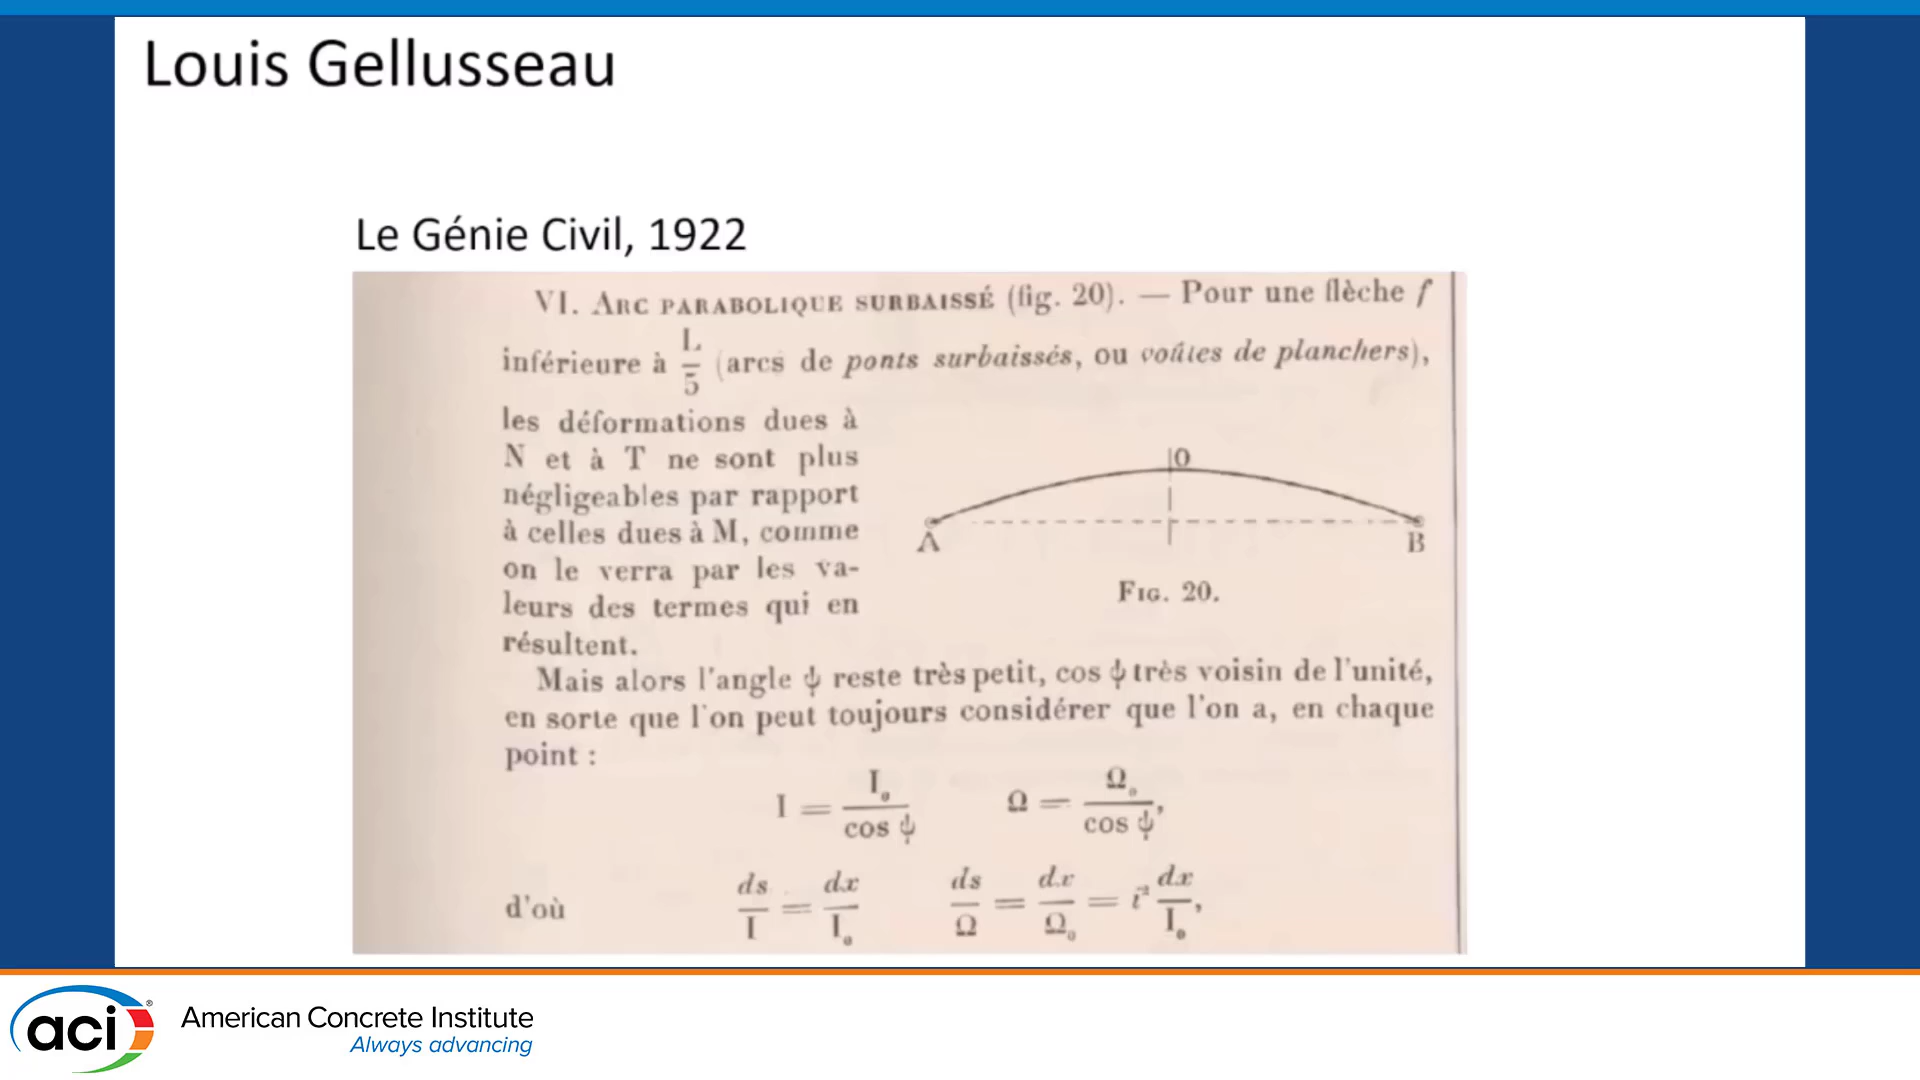 Louis Gellusseau
Le Génie Civil, 1922
VI. ARC PARABOLIQUE SURBAISSÉ (fig. 20). — Pour une flèche f
inférieure à L/5 (arcs de ponts surbaissés, ou voûtes de planchers),
les déformations dues à
N et à T ne sont plus
négligeables par rapport
à celles dues à M, comme
on le verra par les va-
leurs des termes qui en
résultent.
O
A
B
FIG. 20.
Mais alors l'angle ψ reste très petit, cos ψ très voisin de l'unité,
en sorte que l'on peut toujours considérer que l'on a, en chaque
point :
I = I₀/cos ψ Ω = Ω₀/cos ψ,
d'où ds/I = dx/I₀ ds/Ω = dx/Ω₀ = i² dx/I₀,
aci®
American Concrete Institute
Always advancing